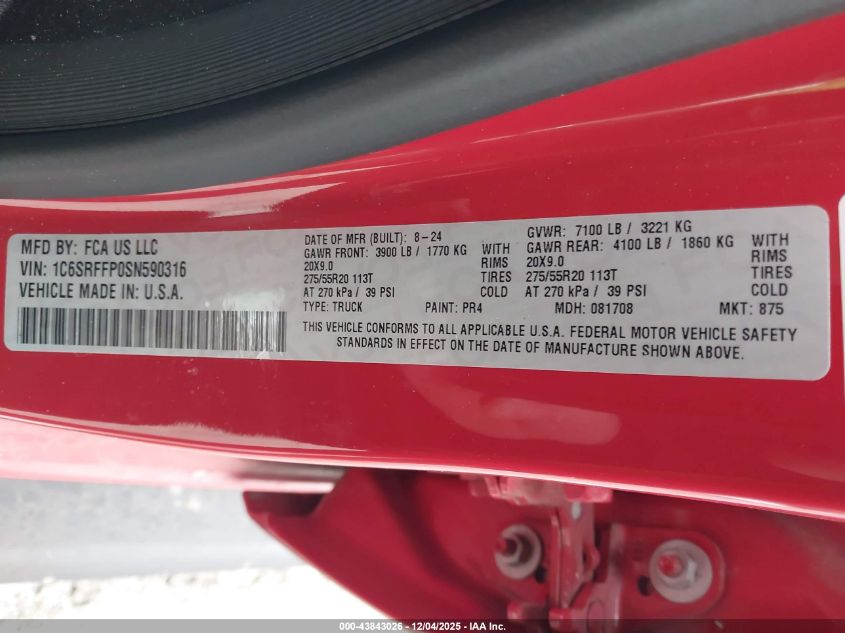 MFD BY: FCA US LLC
VIN: 1C6SRFFP0SN590316
VEHICLE MADE IN: U.S.A.
DATE OF MFR (BUILT): 8-24
GAWR FRONT: 3900 LB / 1770 KG WITH
20X9.0 RIMS
275/55R20 113T TIRES
AT 270 kPa / 39 PSI COLD
TYPE: TRUCK PAINT: PR4
GVWR: 7100 LB / 3221 KG
GAWR REAR: 4100 LB / 1860 KG WITH
20X9.0 RIMS
275/55R20 113T TIRES
AT 270 kPa / 39 PSI COLD
MDH: 081708 MKT: 875
THIS VEHICLE CONFORMS TO ALL APPLICABLE U.S.A. FEDERAL MOTOR VEHICLE SAFETY
STANDARDS IN EFFECT ON THE DATE OF MANUFACTURE SHOWN ABOVE.
000-43843026 - 12/04/2025 - IAA Inc.